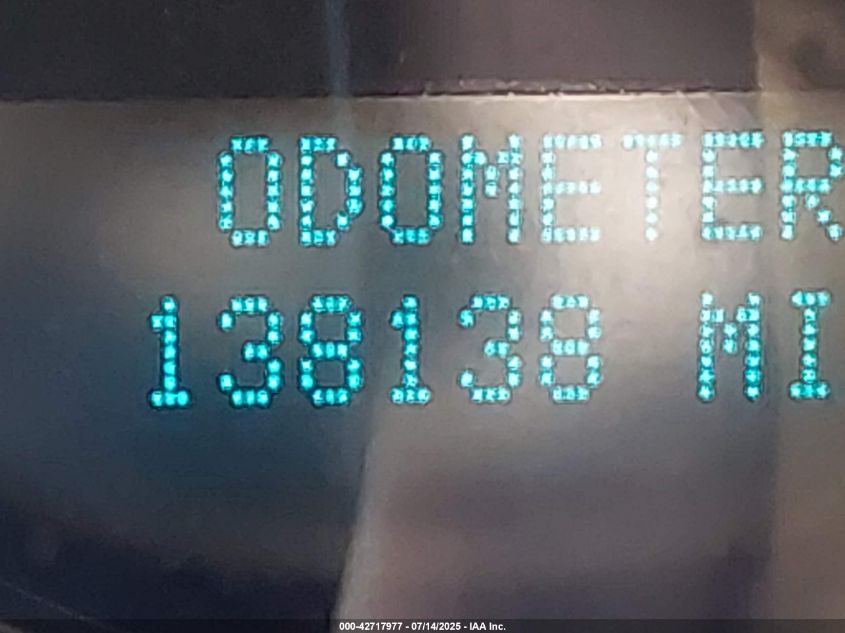 ODOMETER
138138 MI
000-42717977 - 07/14/2025 - IAA Inc.